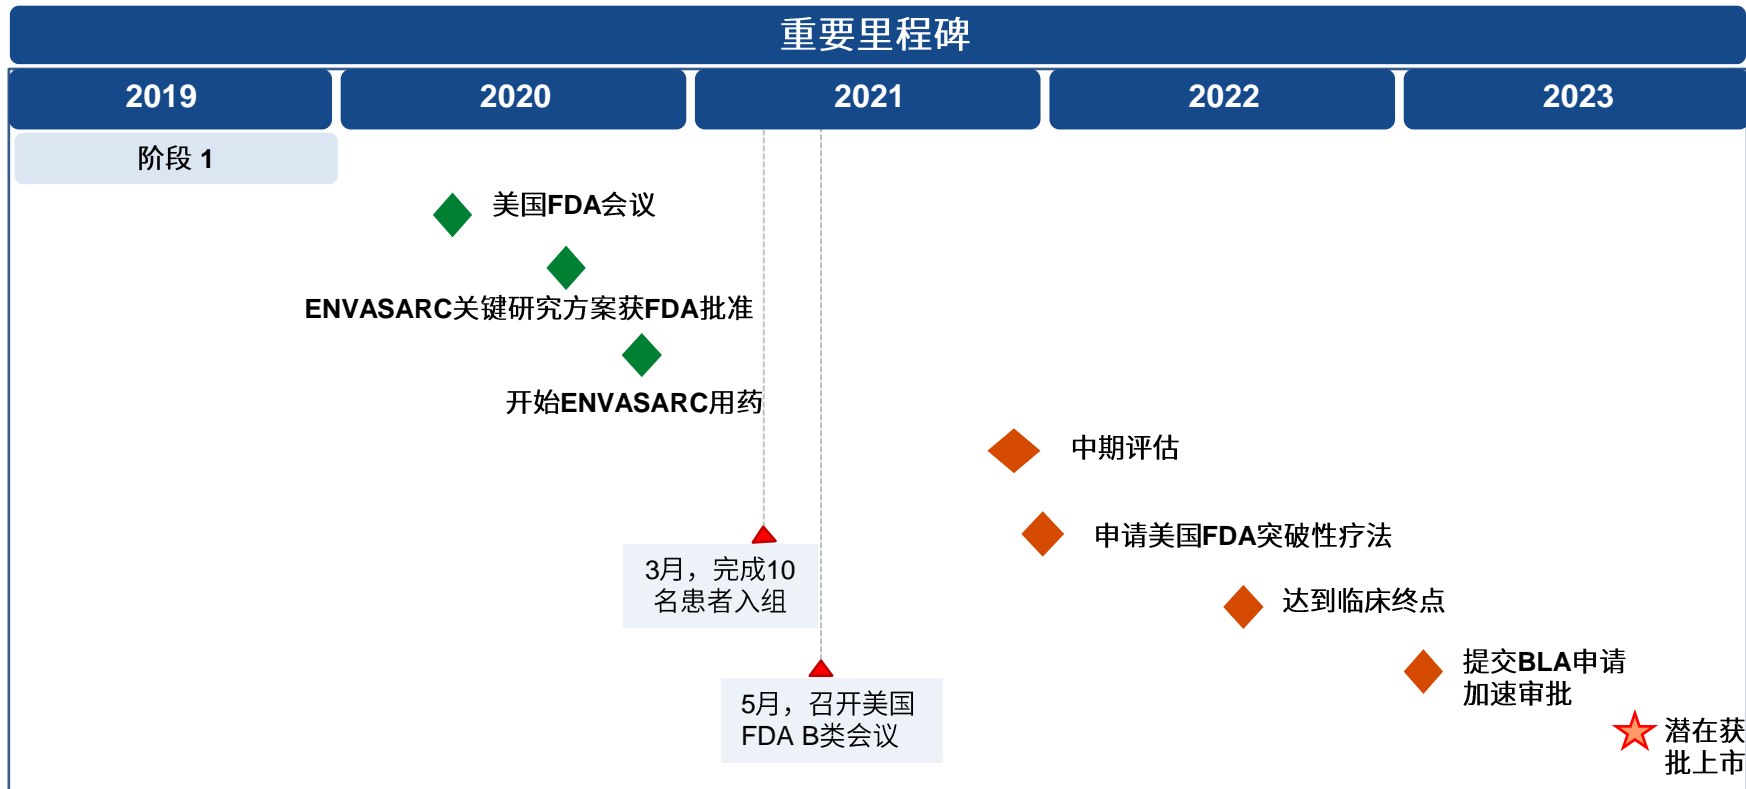 重要里程碑
2019
2020
2021
2022
2023
阶段 1
美国FDA会议
ENVASARC关键研究方案获FDA批准
开始ENVASARC用药
中期评估
申请美国FDA突破性疗法
3月，完成10
名患者入组
达到临床终点
提交BLA申请
加速审批
5月，召开美国
FDA B类会议
潜在获
批上市